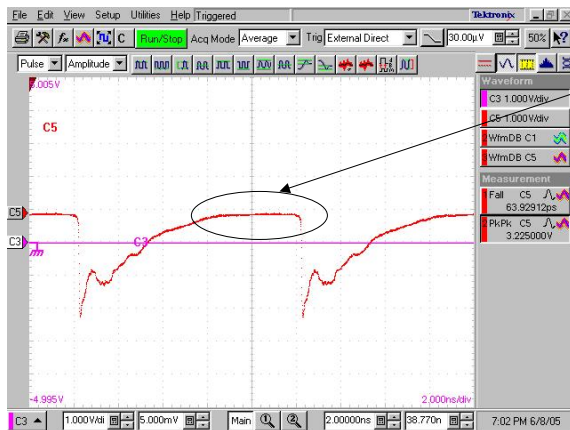 File Edit View Setup Utilities Help Triggered Tektronix
C Run/Stop Acq Mode Average Trig External Direct 30.00µV 50%
Pulse Amplitude
5.005V
C5
C5
C3
C3
-4.995V
2.000ns/div
Waveform
C3 1.000V/div
C5 1.000V/div
WfmDB C1
WfmDB C5
Measurement
Fall C5
63.92912ps
PkPk C5
3.225000V
C3 1.000V/di 5.000mV Main 2.00000ns 38.770n 7:02 PM 6/8/05